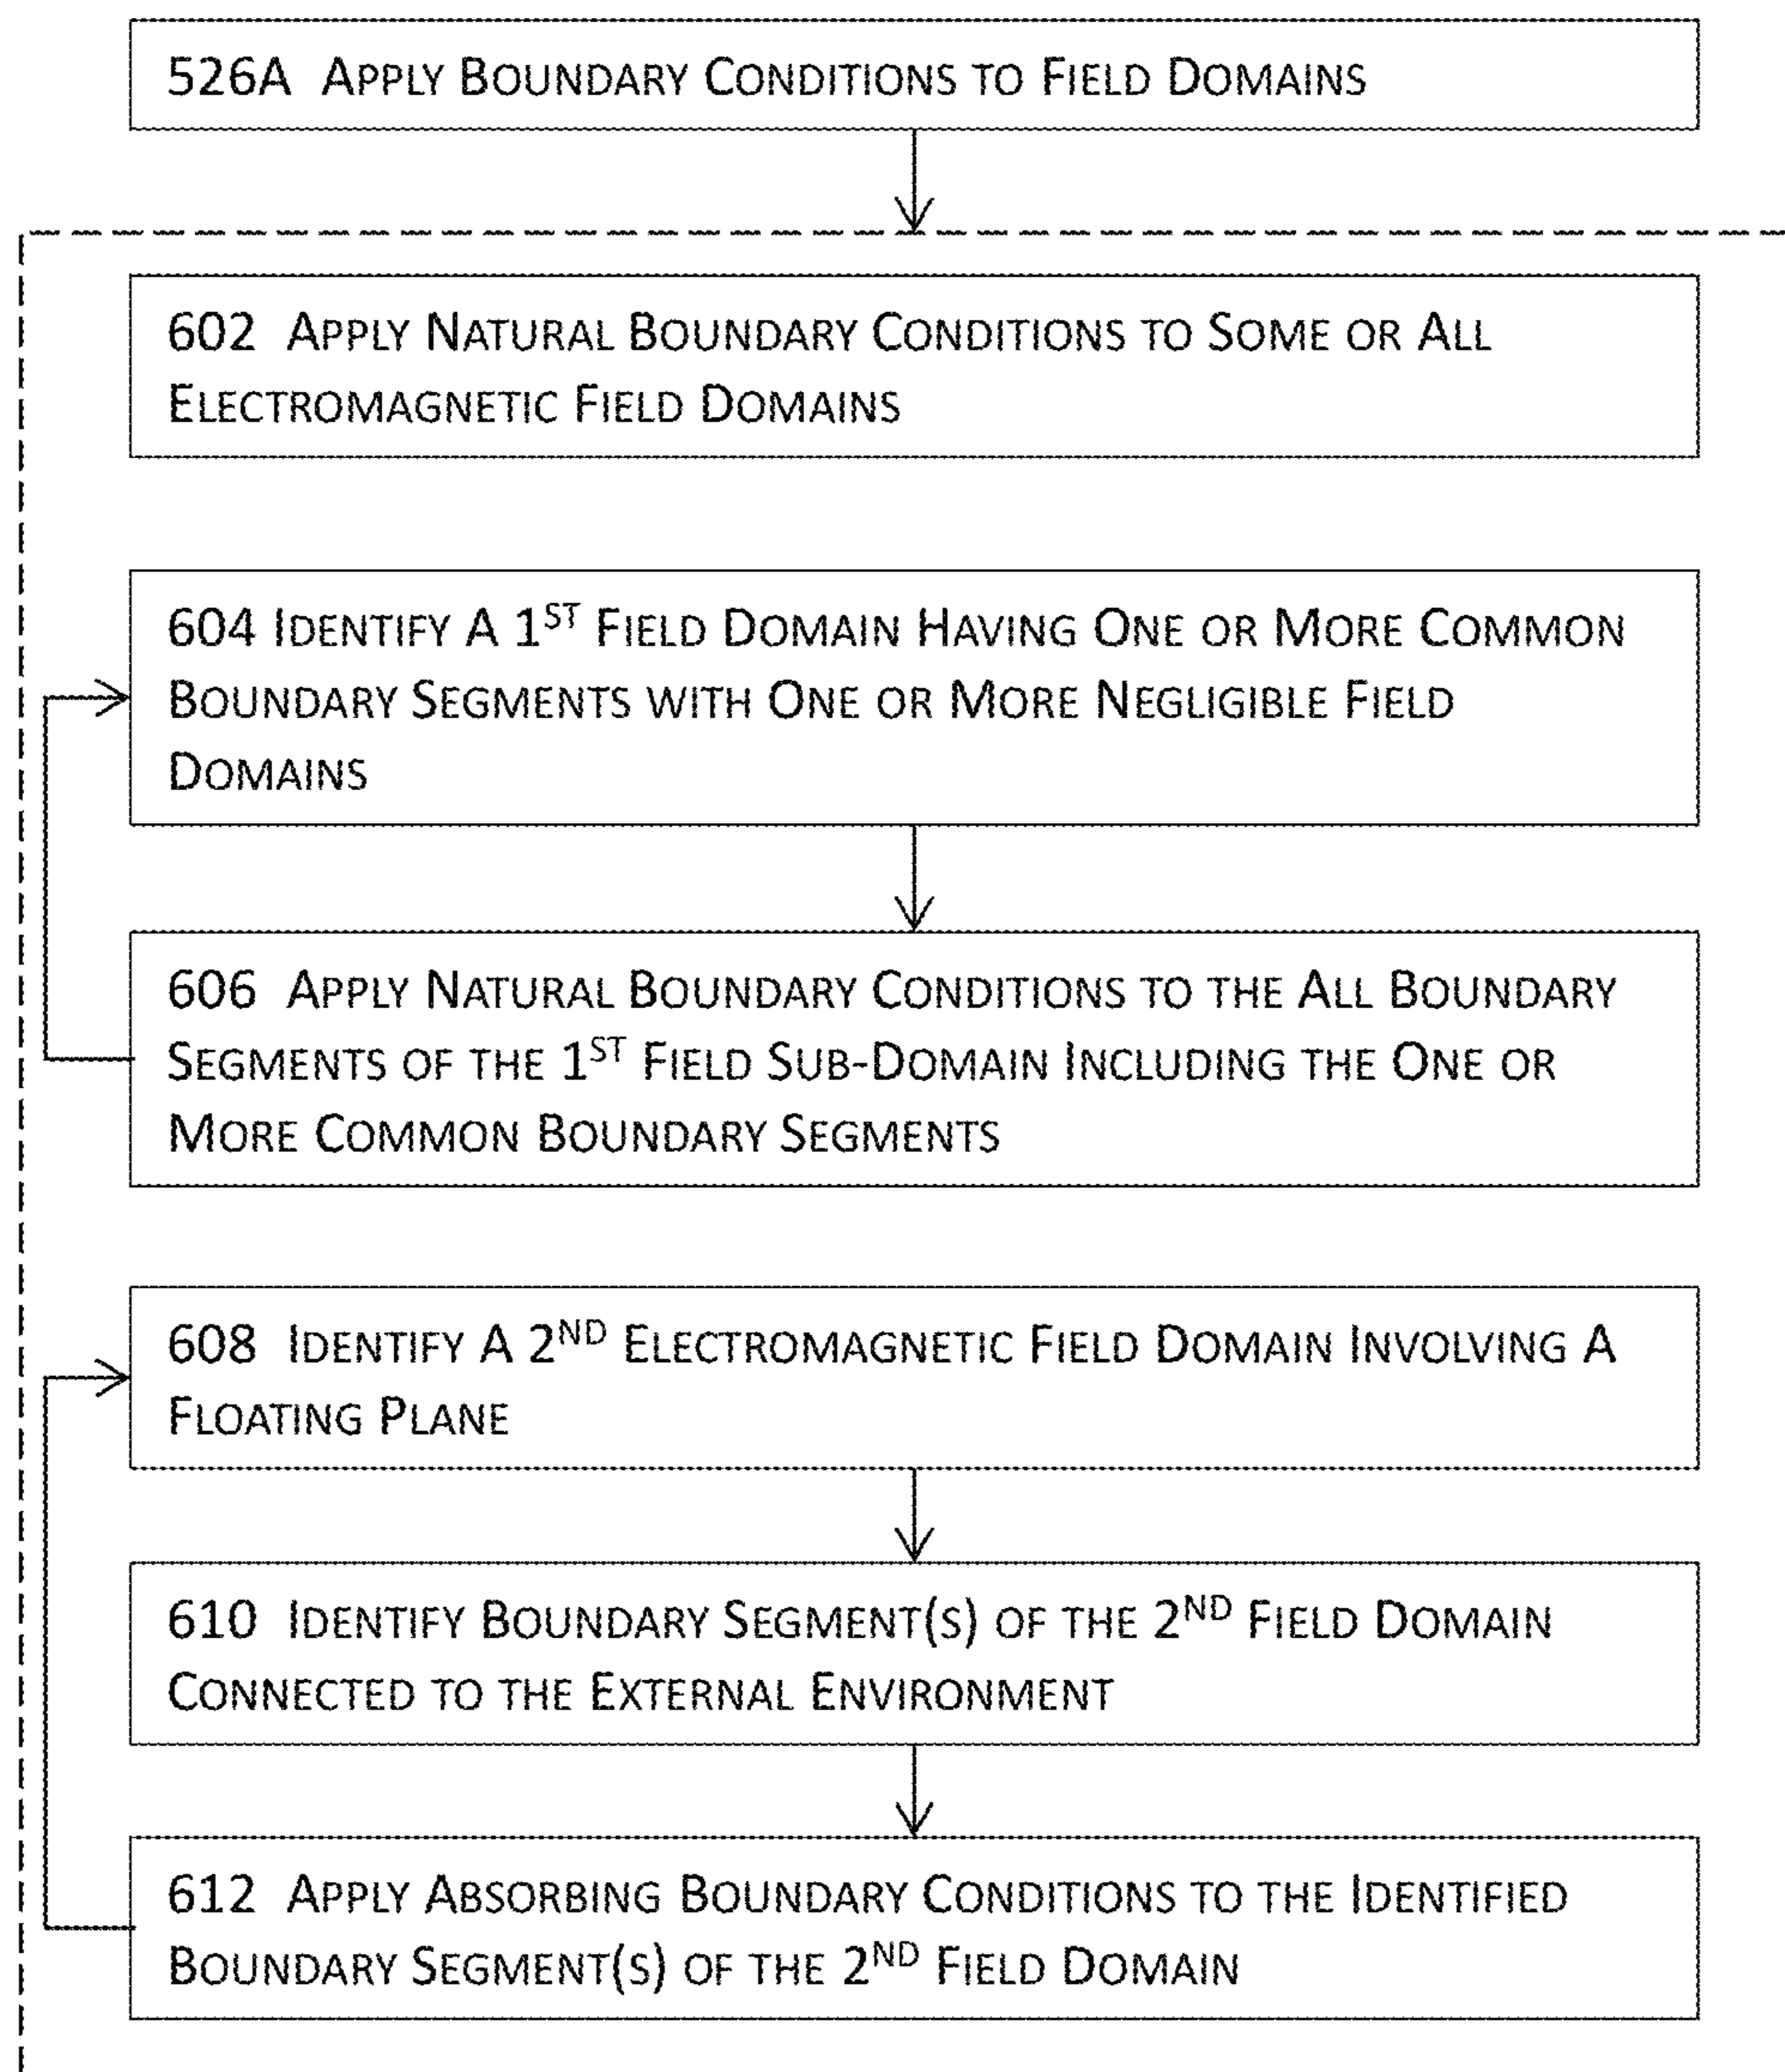 526A APPLY BOUNDARY CONDITIONS TO FIELD DOMAINS
602 APPLY NATURAL BOUNDARY CONDITIONS TO SOME OR ALL
ELECTROMAGNETIC FIELD DOMAINS
604 IDENTIFY A 1ST FIELD DOMAIN HAVING ONE OR MORE COMMON
BOUNDARY SEGMENTS WITH ONE OR MORE NEGLIGIBLE FIELD
DOMAINS
606 APPLY NATURAL BOUNDARY CONDITIONS TO THE ALL BOUNDARY
SEGMENTS OF THE 1ST FIELD SUB-DOMAIN INCLUDING THE ONE OR
MORE COMMON BOUNDARY SEGMENTS
608 IDENTIFY A 2ND ELECTROMAGNETIC FIELD DOMAIN INVOLVING A
FLOATING PLANE
610 IDENTIFY BOUNDARY SEGMENT(S) OF THE 2ND FIELD DOMAIN
CONNECTED TO THE EXTERNAL ENVIRONMENT
612 APPLY ABSORBING BOUNDARY CONDITIONS TO THE IDENTIFIED
BOUNDARY SEGMENT(S) OF THE 2ND FIELD DOMAIN